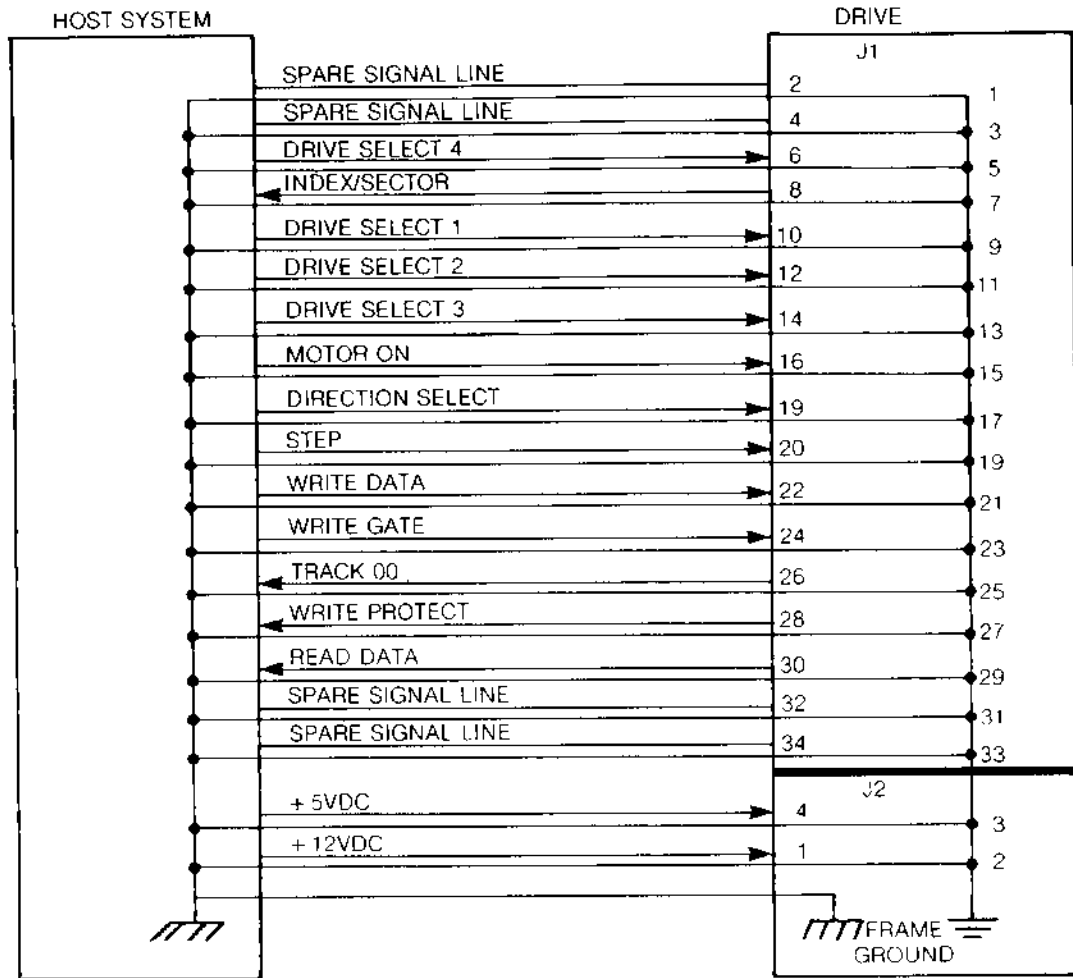 HOST SYSTEM
DRIVE
J1
SPARE SIGNAL LINE 2
1
SPARE SIGNAL LINE 4
3
DRIVE SELECT 4 6
5
INDEX/SECTOR 8
7
DRIVE SELECT 1 10
9
DRIVE SELECT 2 12
11
DRIVE SELECT 3 14
13
MOTOR ON 16
15
DIRECTION SELECT 19
17
STEP 20
19
WRITE DATA 22
21
WRITE GATE 24
23
TRACK 00 26
25
WRITE PROTECT 28
27
READ DATA 30
29
SPARE SIGNAL LINE 32
31
SPARE SIGNAL LINE 34
33
J2
+ 5VDC 4
3
+ 12VDC 1
2
FRAME
GROUND